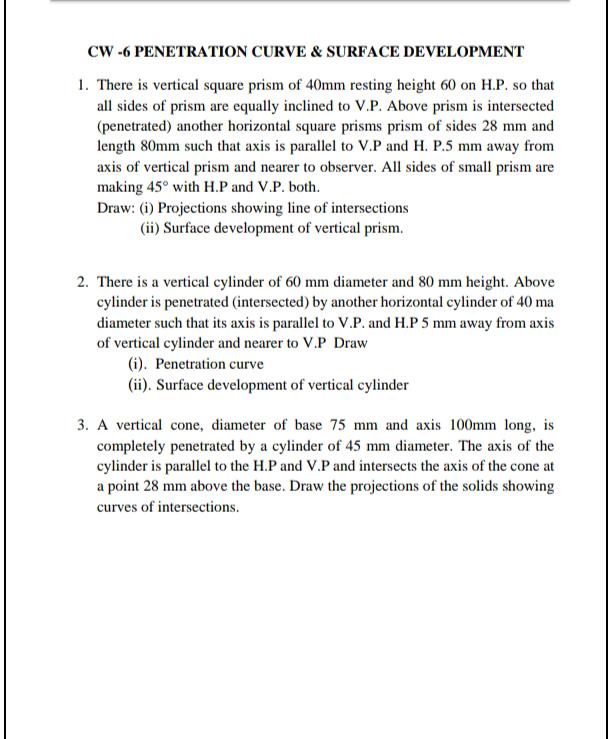 CW -6 PENETRATION CURVE & SURFACE DEVELOPMENT
1. There is vertical square prism of 40mm resting height 60 on H.P. so that
all sides of prism are equally inclined to V.P. Above prism is intersected
(penetrated) another horizontal square prisms prism of sides 28 mm and
length 80mm such that axis is parallel to V.P and H. P.5 mm away from
axis of vertical prism and nearer to observer. All sides of small prism are
making 45° with H.P and V.P. both.
Draw: (i) Projections showing line of intersections
(ii) Surface development of vertical prism.
2. There is a vertical cylinder of 60 mm diameter and 80 mm height. Above
cylinder is penetrated (intersected) by another horizontal cylinder of 40 ma
diameter such that its axis is parallel to V.P. and H.P 5 mm away from axis
of vertical cylinder and nearer to V.P Draw
(i). Penetration curve
(ii). Surface development of vertical cylinder
3. A vertical cone, diameter of base 75 mm and axis 100mm long, is
completely penetrated by a cylinder of 45 mm diameter. The axis of the
cylinder is parallel to the H.P and V.P and intersects the axis of the cone at
a point 28 mm above the base. Draw the projections of the solids showing
curves of intersections.